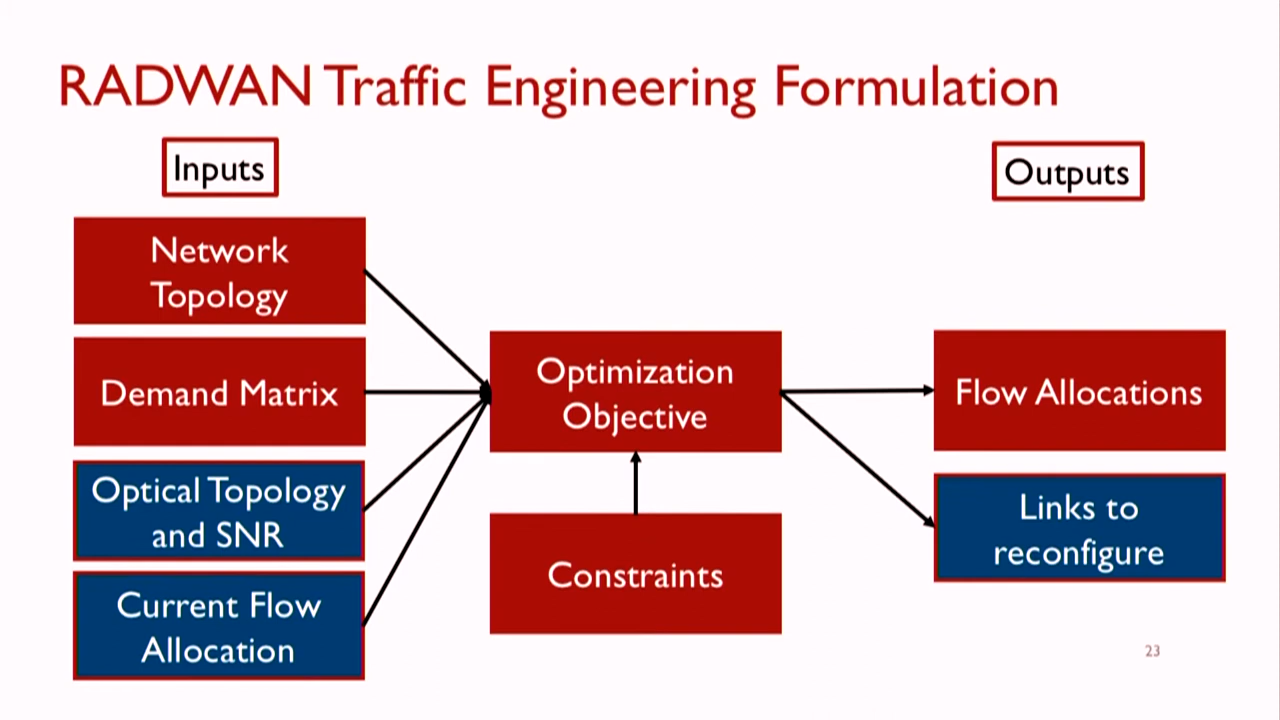 RADWAN Traffic Engineering Formulation
Inputs
Outputs
Network
Topology
Demand Matrix
Optical Topology
and SNR
Current Flow
Allocation
Optimization
Objective
Constraints
Flow Allocations
Links to
reconfigure
23